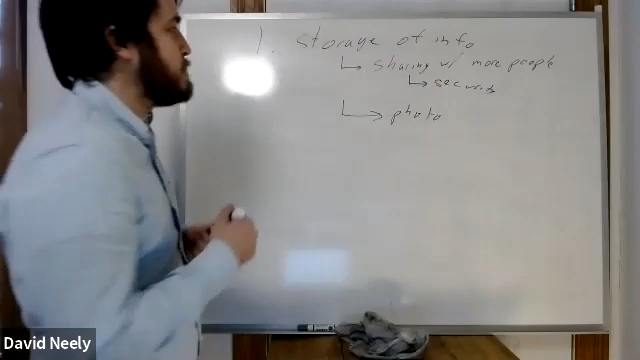 1. Storage of info
↳ sharing w/ more people
↳ security
↳ photo
David Neely